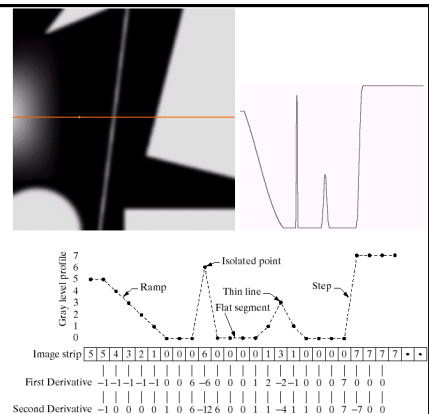 7
6
Isolated point
5
Gray level profile
4
Ramp
Thin line
Step
3
Flat segment
2
1
0
Image strip 5 5 4 3 2 1 0 0 0 6 0 0 0 0 1 3 1 0 0 0 0 7 7 7 7 • •
First Derivative −1 −1 −1 −1 −1 0 0 6 −6 0 0 0 1 2 −2 −1 0 0 0 7 0 0 0
Second Derivative −1 0 0 0 0 1 0 6 −12 6 0 0 1 1 −4 1 1 0 0 7 −7 0 0